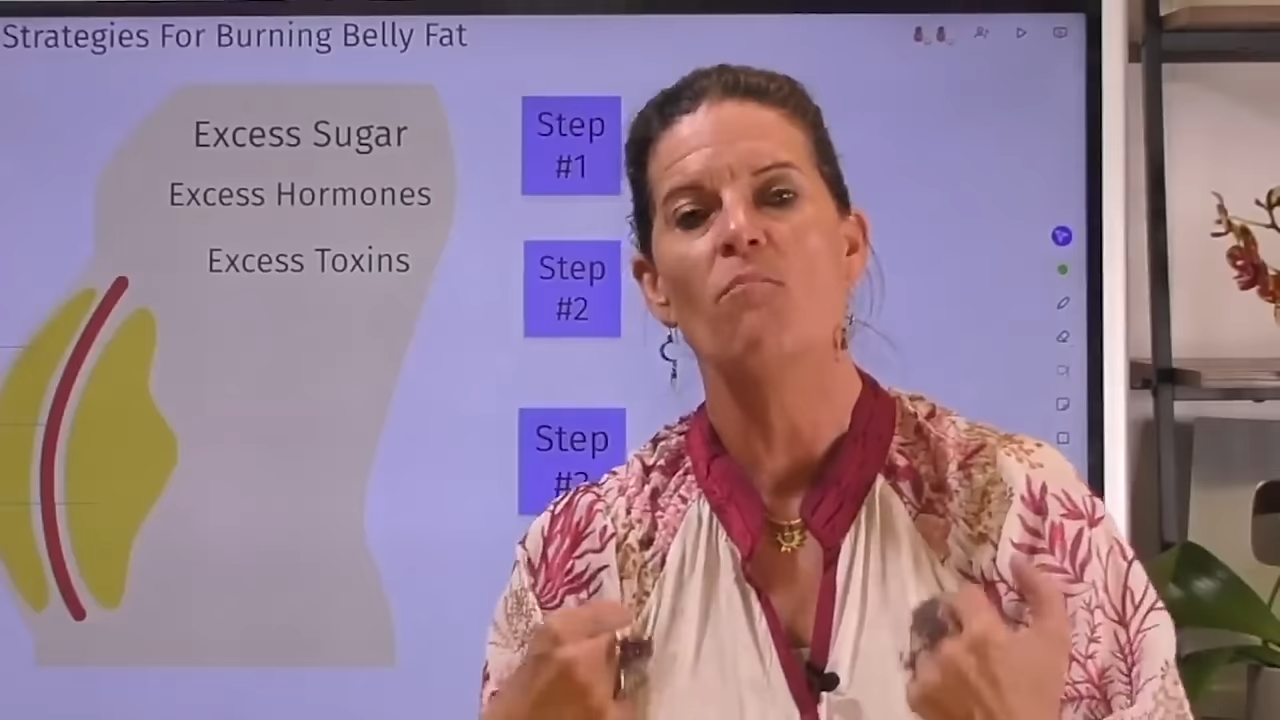 Strategies For Burning Belly Fat
Excess Sugar
Excess Hormones
Excess Toxins
Step
#1
Step
#2
Step